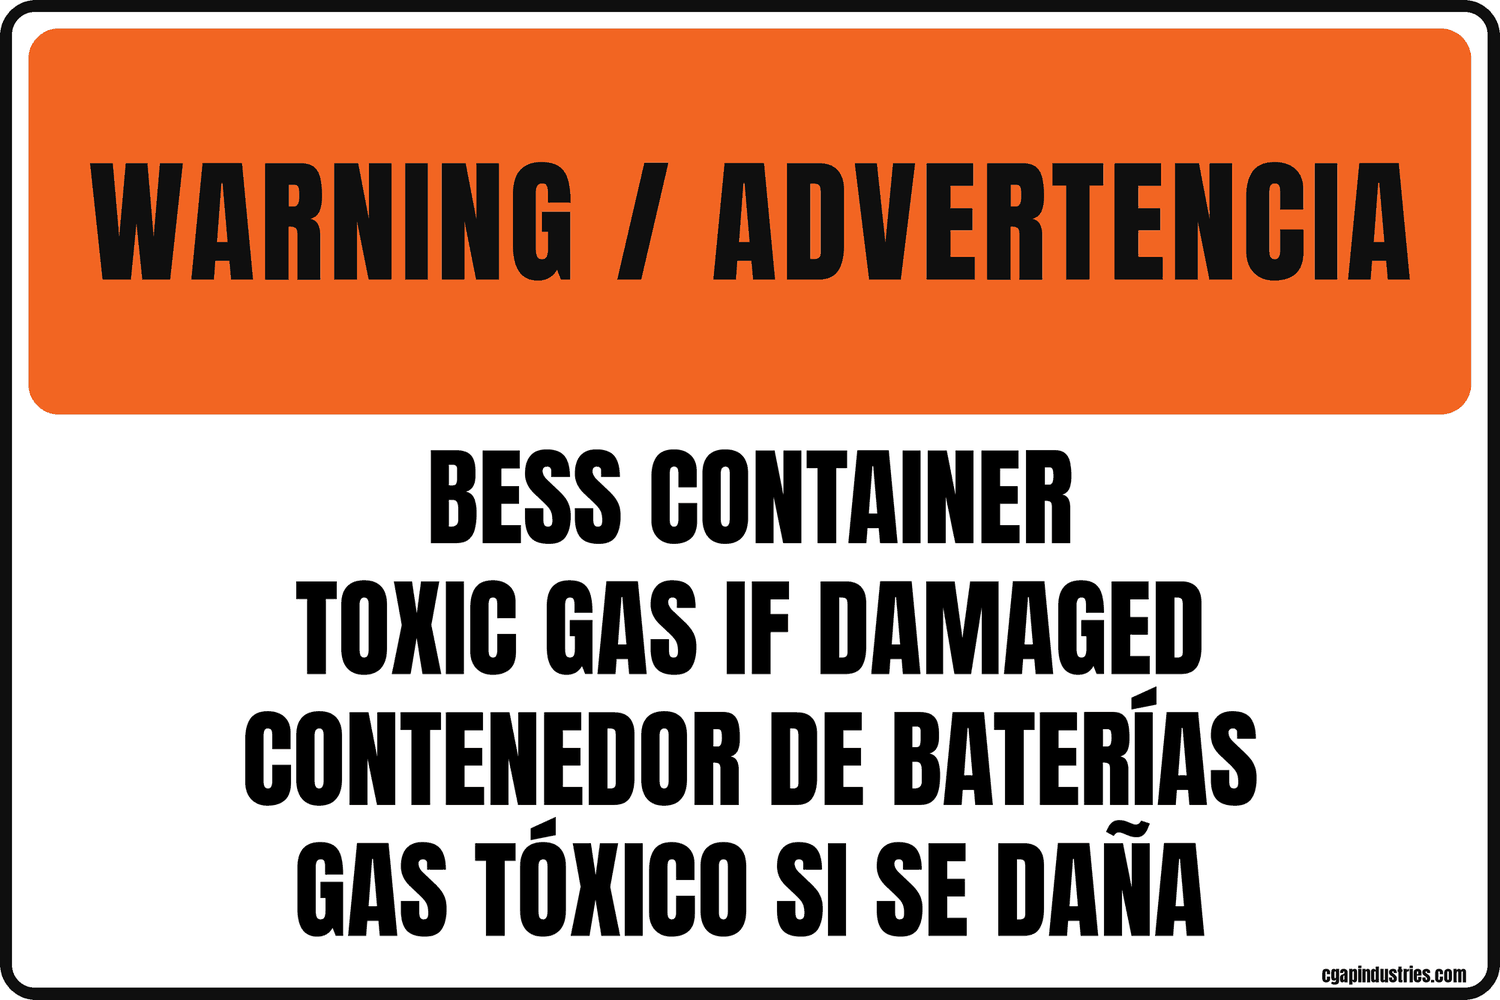 WARNING / ADVERTENCIA
BESS CONTAINER
TOXIC GAS IF DAMAGED
CONTENEDOR DE BATERÍAS
GAS TÓXICO SI SE DAÑA
cgapindustries.com